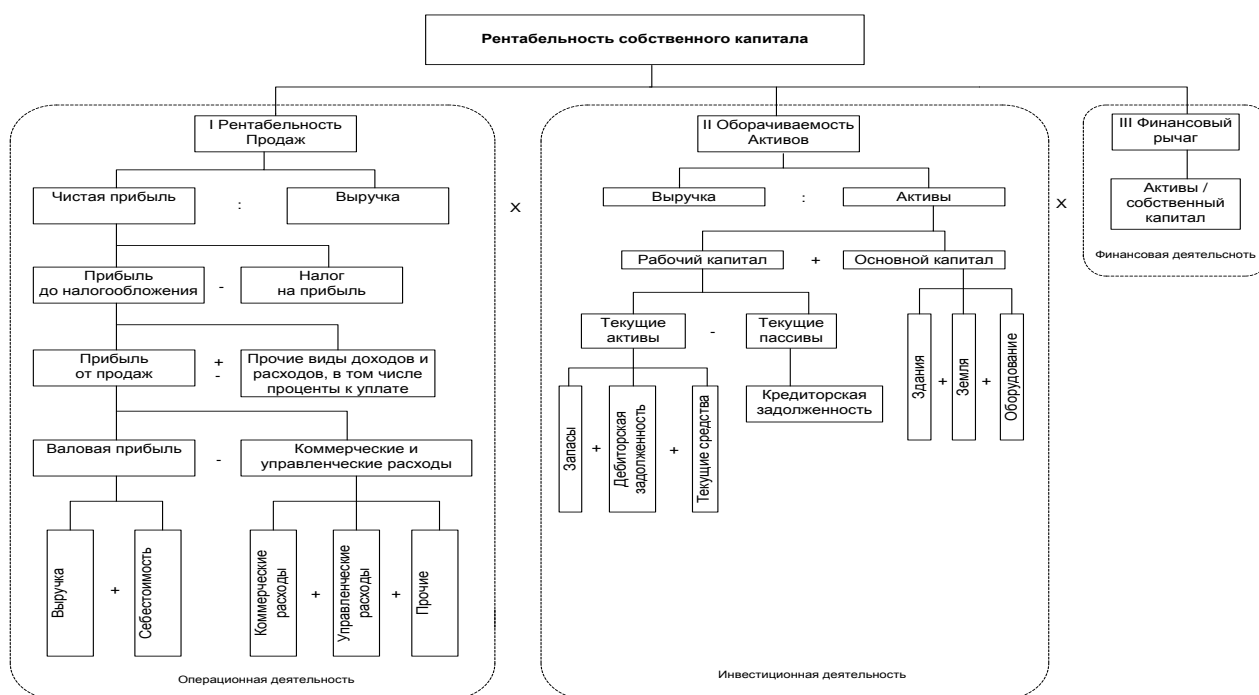 Рентабельность собственного капитала
I Рентабельность
Продаж
II Оборачиваемость
Активов
III Финансовый
рычаг
Чистая прибыль
:
Выручка
X
Выручка
:
Активы
X
Активы /
собственный
капитал
Финансовая деятельсноть
Прибыль
до налогообложения
-
Налог
на прибыль
Рабочий капитал
+
Основной капитал
Прибыль
от продаж
+
-
Прочие виды доходов и
расходов, в том числе
проценты к уплате
Текущие
активы
-
Текущие
пассивы
Здания
+
Земля
+
Оборудование
Кредиторская
задолженность
Запасы
+
Дебиторская
задолженность
+
Текущие средства
Валовая прибыль
-
Коммерческие и
управленческие расходы
Выручка
+
Себестоимость
Коммерческие
расходы
+
Управленческие
расходы
+
Прочие
Операционная деятельность
Инвестиционная деятельность